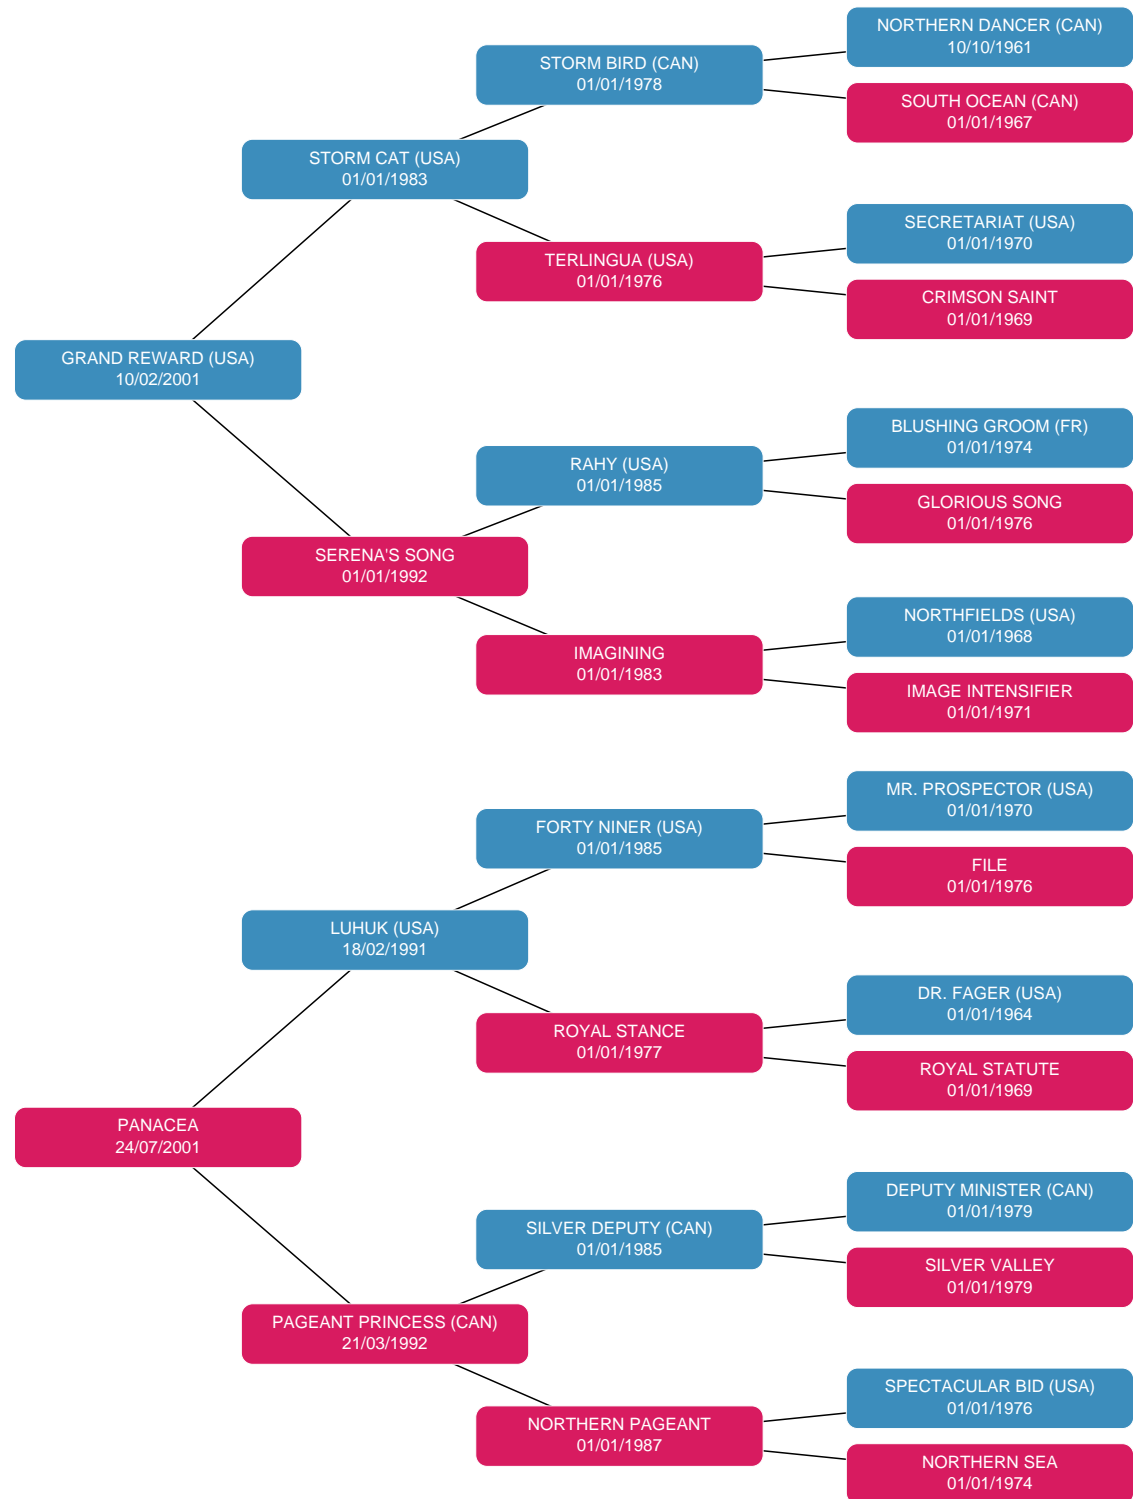 NORTHERN DANCER (CAN)
10/10/1961
STORM BIRD (CAN)
01/01/1978
SOUTH OCEAN (CAN)
01/01/1967
STORM CAT (USA)
01/01/1983
SECRETARIAT (USA)
01/01/1970
TERLINGUA (USA)
01/01/1976
CRIMSON SAINT
01/01/1969
GRAND REWARD (USA)
10/02/2001
BLUSHING GROOM (FR)
01/01/1974
RAHY (USA)
01/01/1985
GLORIOUS SONG
01/01/1976
SERENA'S SONG
01/01/1992
NORTHFIELDS (USA)
01/01/1968
IMAGINING
01/01/1983
IMAGE INTENSIFIER
01/01/1971
MR. PROSPECTOR (USA)
01/01/1970
FORTY NINER (USA)
01/01/1985
FILE
01/01/1976
LUHUK (USA)
18/02/1991
DR. FAGER (USA)
01/01/1964
ROYAL STANCE
01/01/1977
ROYAL STATUTE
01/01/1969
PANACEA
24/07/2001
DEPUTY MINISTER (CAN)
01/01/1979
SILVER DEPUTY (CAN)
01/01/1985
SILVER VALLEY
01/01/1979
PAGEANT PRINCESS (CAN)
21/03/1992
SPECTACULAR BID (USA)
01/01/1976
NORTHERN PAGEANT
01/01/1987
NORTHERN SEA
01/01/1974